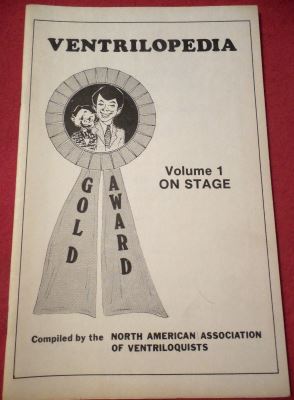 VENTRILOPEDIA
GOLD
AWARD
Volume 1
ON STAGE
Compiled by the NORTH AMERICAN ASSOCIATION
OF VENTRILOQUISTS